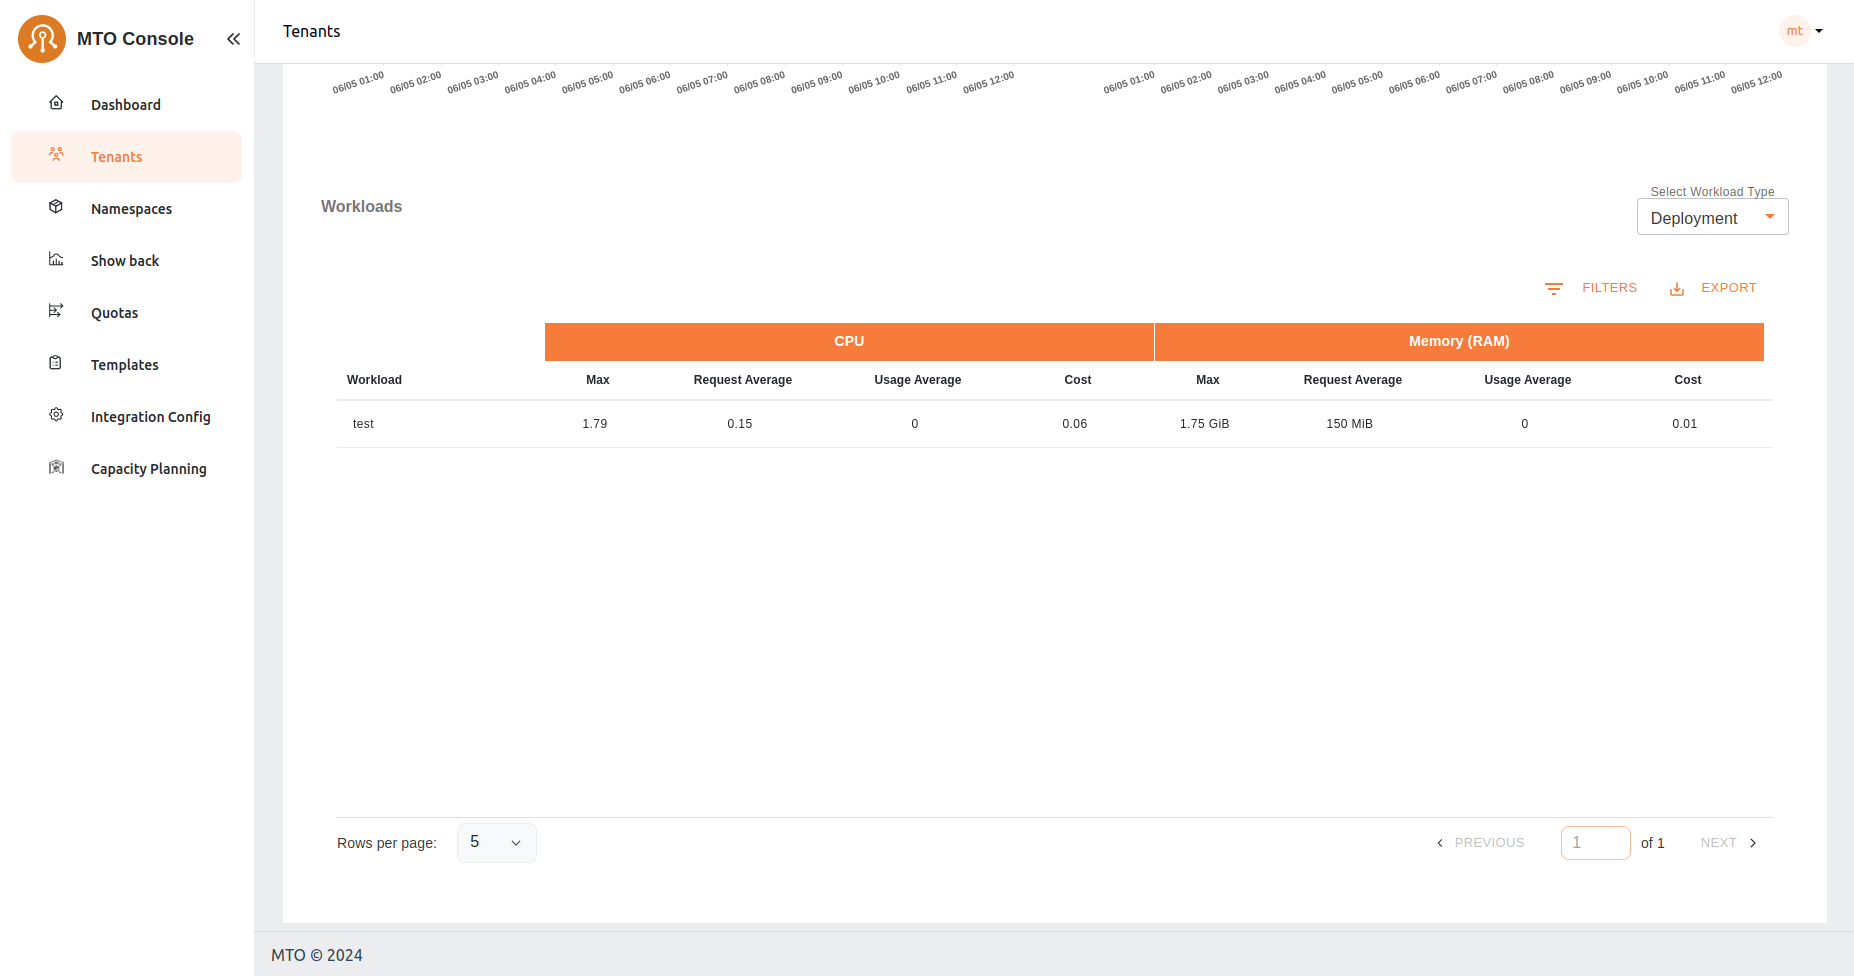 MTO Console
Tenants
mt
Dashboard
Tenants
Namespaces
Show back
Quotas
Templates
Integration Config
Capacity Planning
06/05 01:00 06/05 02:00 06/05 03:00 06/05 04:00 06/05 05:00 06/05 06:00 06/05 07:00 06/05 08:00 06/05 09:00 06/05 10:00 06/05 11:00 06/05 12:00
06/05 01:00 06/05 02:00 06/05 03:00 06/05 04:00 06/05 05:00 06/05 06:00 06/05 07:00 06/05 08:00 06/05 09:00 06/05 10:00 06/05 11:00 06/05 12:00
Workloads
Select Workload Type
Deployment
FILTERS EXPORT
CPU Memory (RAM)
Workload Max Request Average Usage Average Cost Max Request Average Usage Average Cost
test 1.79 0.15 0 0.06 1.75 GiB 150 MiB 0 0.01
Rows per page: 5 PREVIOUS 1 of 1 NEXT
MTO © 2024